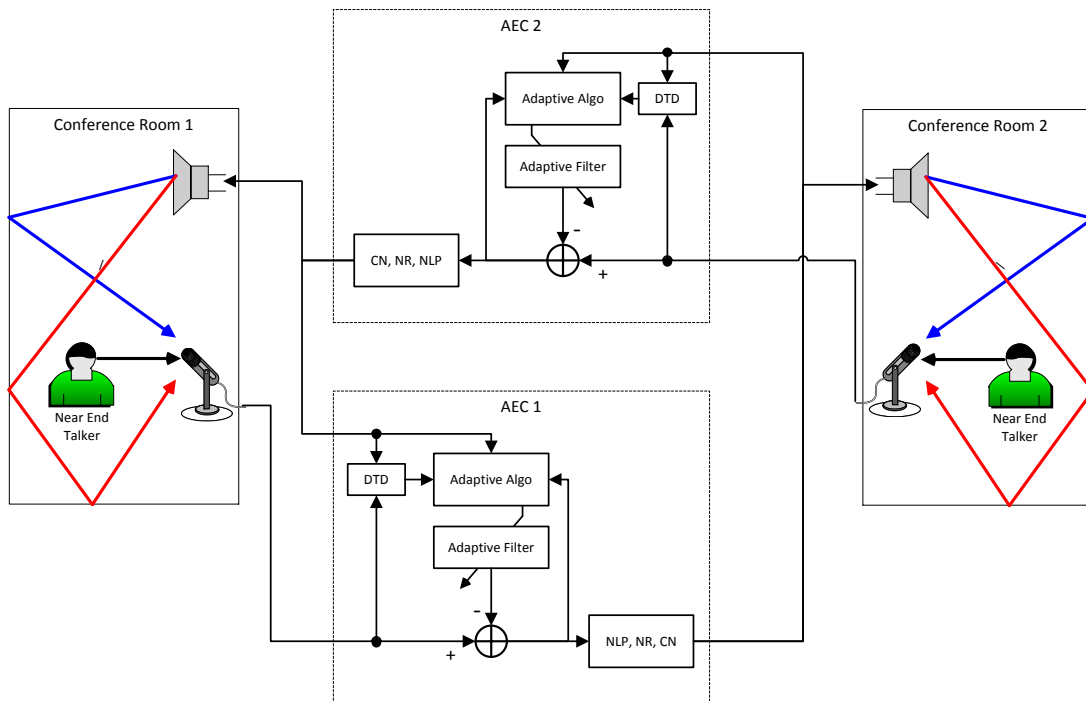 AEC 2
Adaptive Algo
DTD
Conference Room 1
Conference Room 2
Adaptive Filter
-
CN, NR, NLP
+
Near End
Talker
Near End
Talker
AEC 1
DTD
Adaptive Algo
Adaptive Filter
-
NLP, NR, CN
+